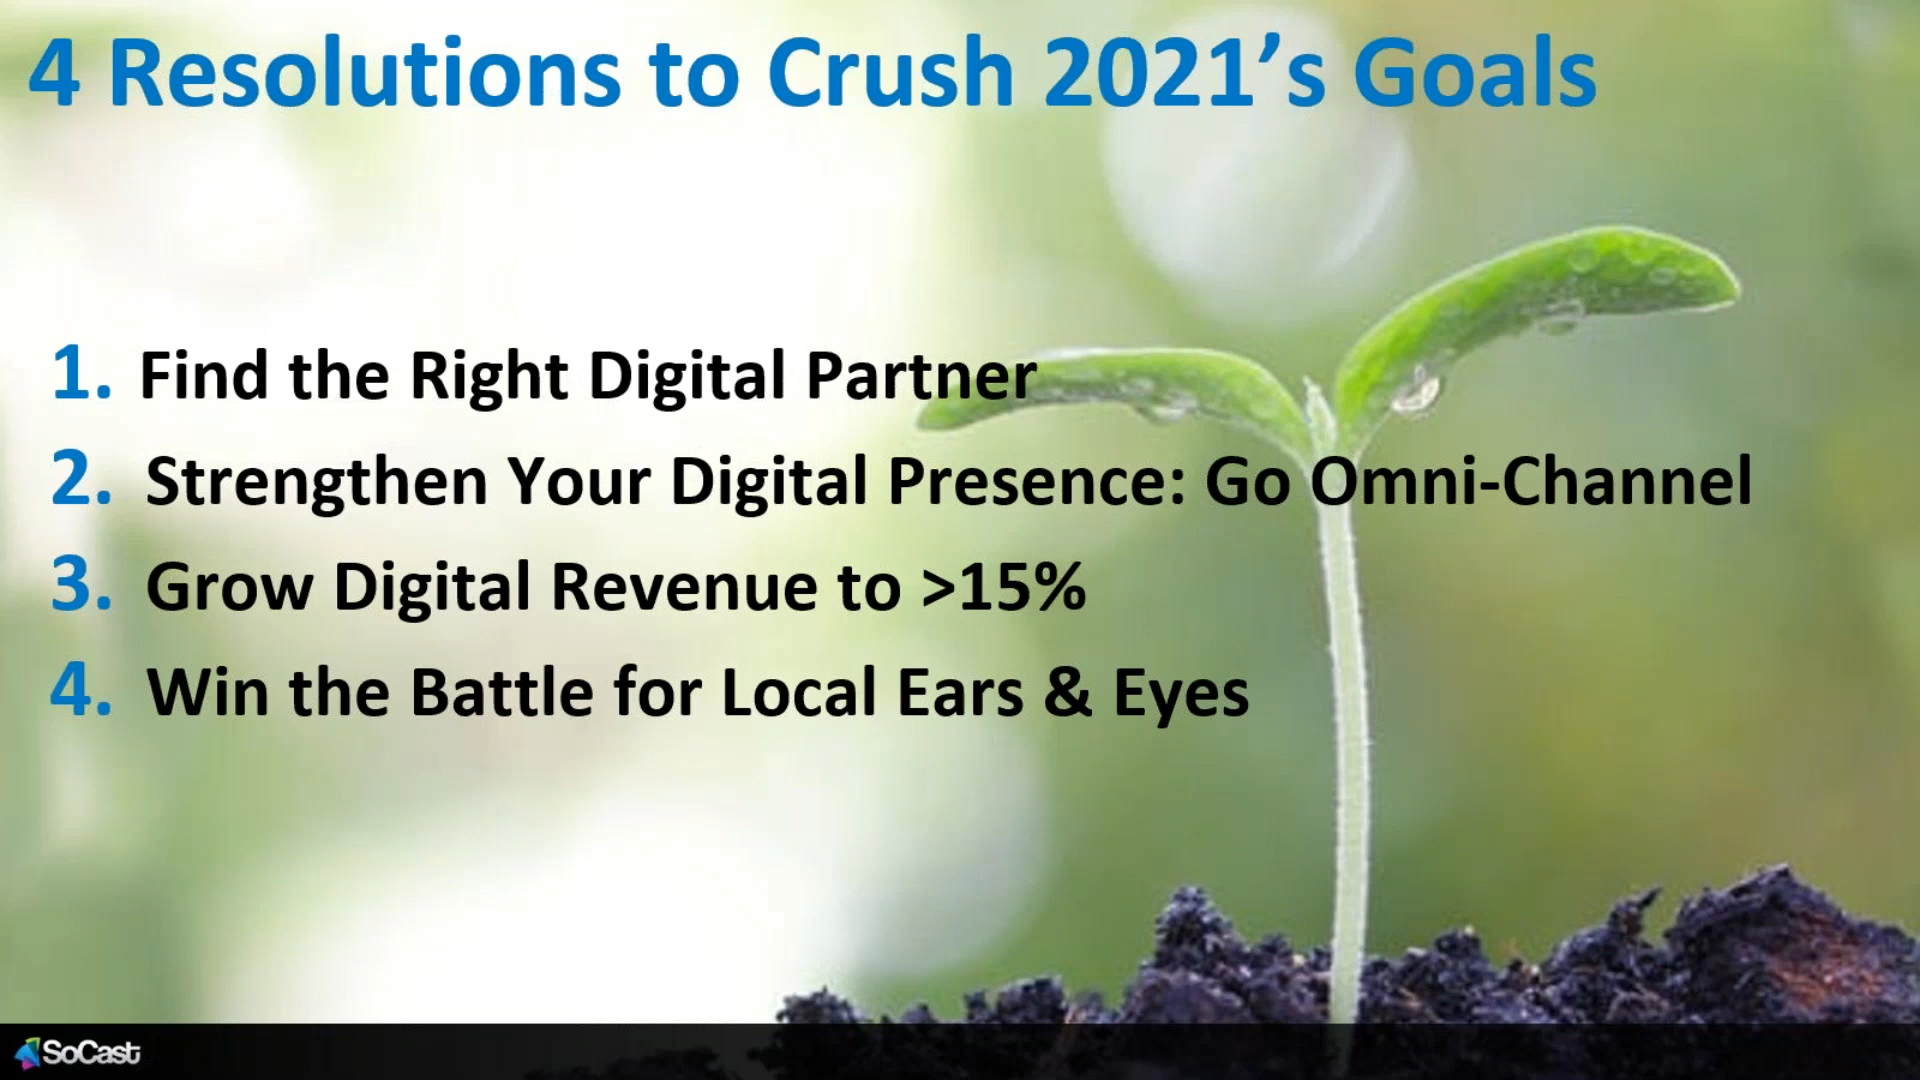 4 Resolutions to Crush 2021’s Goals
1. Find the Right Digital Partner
2. Strengthen Your Digital Presence: Go Omni-Channel
3. Grow Digital Revenue to >15%
4. Win the Battle for Local Ears & Eyes
SoCast